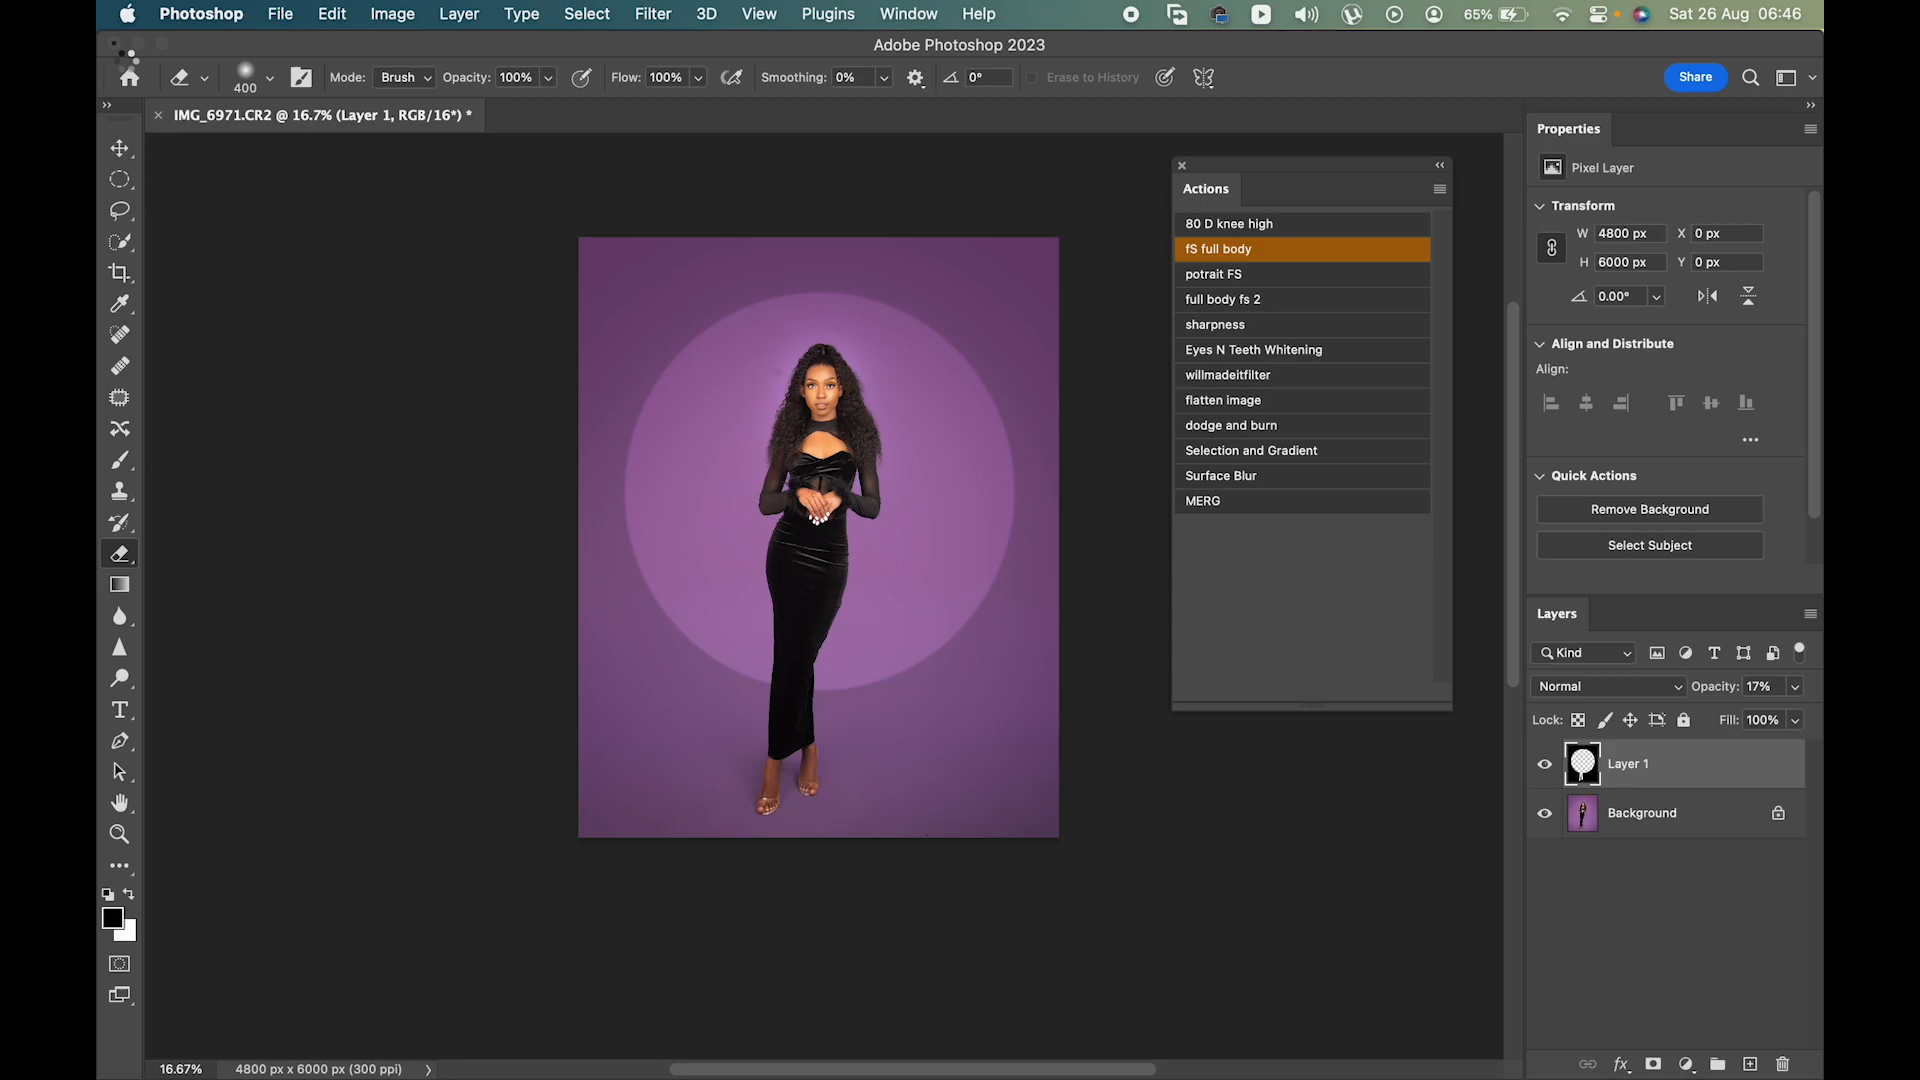 Photoshop File Edit Image Layer Type Select Filter 3D View Plugins Window Help 65% Sat 26 Aug 06:46
Adobe Photoshop 2023
400 Mode: Brush Opacity: 100% Flow: 100% Smoothing: 0% 0° Erase to History Share
IMG_6971.CR2 @ 16.7% (Layer 1, RGB/16*) *
Actions
80 D knee high
fS full body
potrait FS
full body fs 2
sharpness
Eyes N Teeth Whitening
willmadeitfilter
flatten image
dodge and burn
Selection and Gradient
Surface Blur
MERG
Properties
Pixel Layer
Transform
W 4800 px X 0 px
H 6000 px Y 0 px
0.00°
Align and Distribute
Align:
Quick Actions
Remove Background
Select Subject
Layers
Kind
Normal Opacity: 17%
Lock: Fill: 100%
Layer 1
Background
fx
16.67% 4800 px x 6000 px (300 ppi)